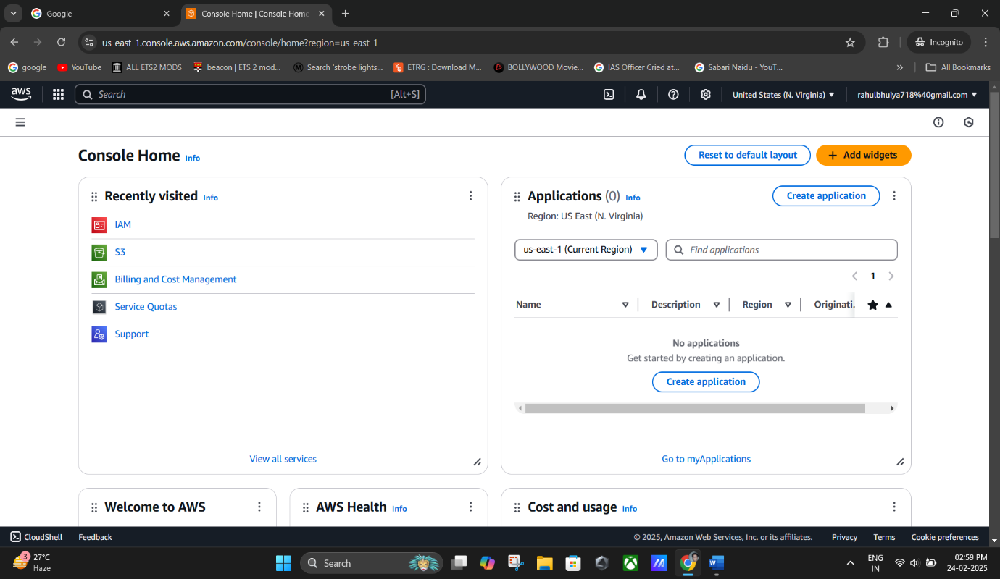 Google
Console Home | Console Home
us-east-1.console.aws.amazon.com/console/home?region=us-east-1
Incognito
google
YouTube
ALL ETS2 MODS
beacon | ETS 2 mod...
Search 'strobe lights...
ETRG : Download M...
BOLLYWOOD Movie...
IAS Officer Cried at...
Sabari Naidu - YouT...
All Bookmarks
aws
Search
[Alt+S]
United States (N. Virginia)
rahulbhuiya718%40gmail.com
Console Home Info
Reset to default layout
Add widgets
Recently visited Info
IAM
S3
Billing and Cost Management
Service Quotas
Support
View all services
Applications (0) Info
Create application
Region: US East (N. Virginia)
us-east-1 (Current Region)
Find applications
1
Name
Description
Region
Originati.
No applications
Get started by creating an application.
Create application
Go to myApplications
Welcome to AWS
AWS Health Info
Cost and usage Info
CloudShell
Feedback
© 2025, Amazon Web Services, Inc. or its affiliates.
Privacy
Terms
Cookie preferences
3
27°C
Haze
Search
ENG
IN
02:59 PM
24-02-2025